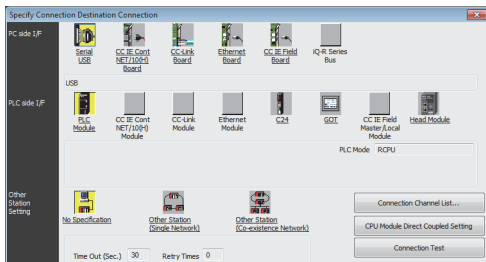 Specify Connection Destination Connection
PC side I/F
Serial
USB
CC IE Cont
NET/10(H)
Board
CC-Link
Board
Ethernet
Board
CC IE Field
Board
iQ-R Series
Bus
USB
PLC side I/F
PLC
Module
CC IE Cont
NET/10(H)
Module
CC-Link
Module
Ethernet
Module
C24
GOT
CC IE Field
Master/Local
Module
Head Module
PLC Mode RCPU
Other
Station
Setting
No Specification
Other Station
(Single Network)
Other Station
(Co-existence Network)
Connection Channel List...
CPU Module Direct Coupled Setting
Connection Test
Time Out (Sec.) 30 Retry Times 0